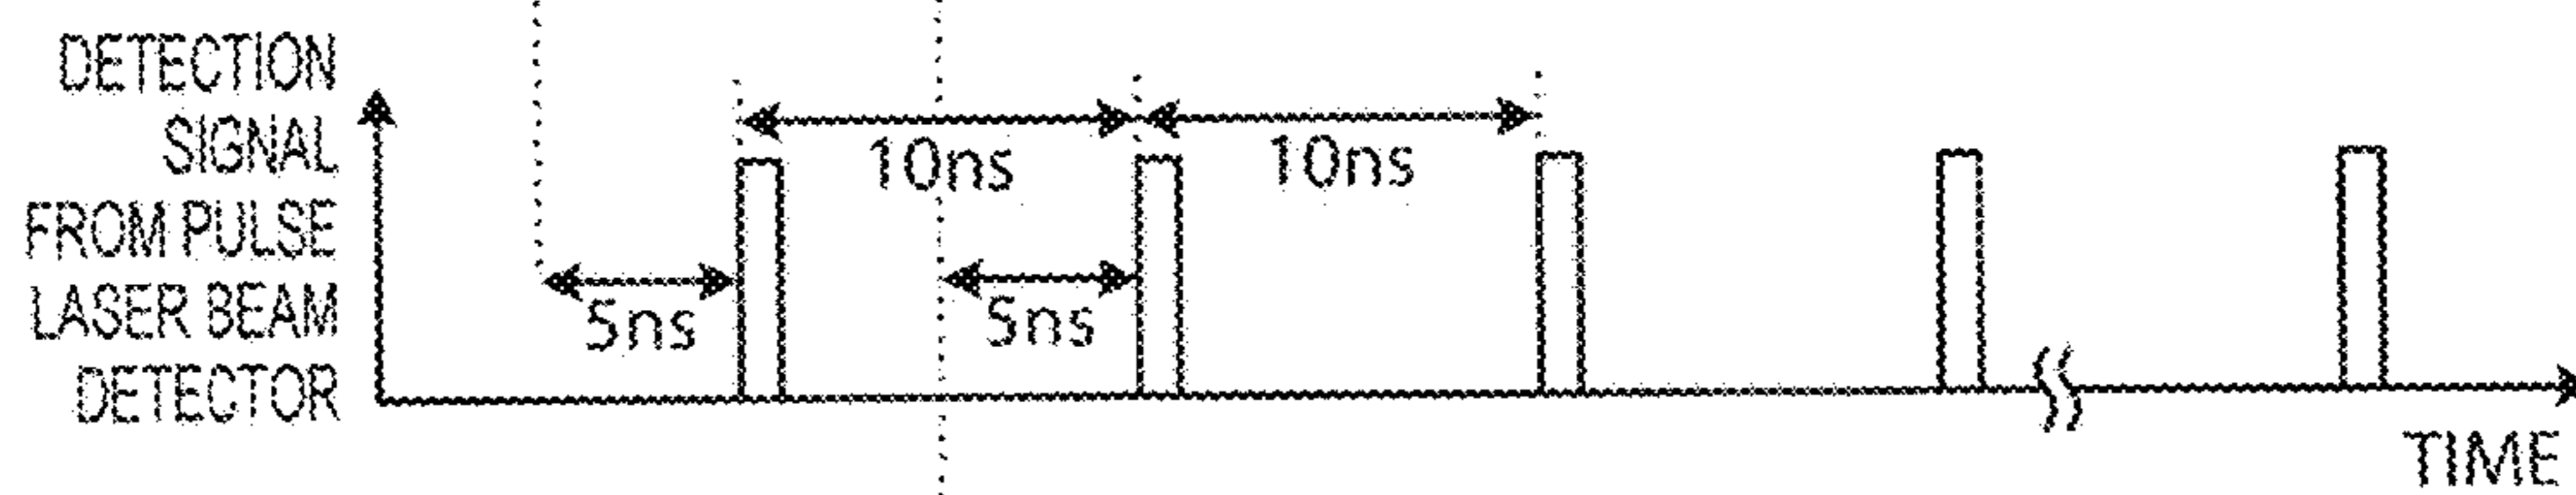 DETECTION
SIGNAL
FROM PULSE
LASER BEAM
DETECTOR
10ns
10ns
5ns
5ns
TIME